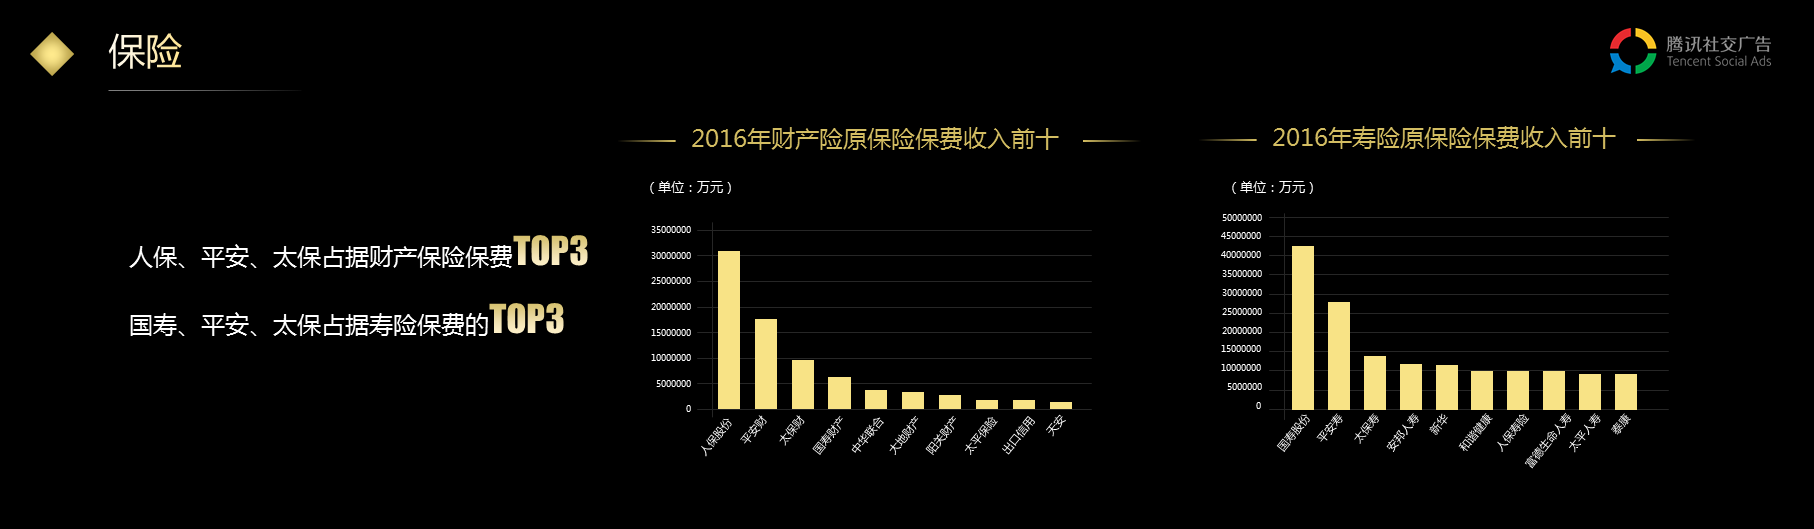 保险
腾讯社交广告
Tencent Social Ads
人保、平安、太保占据财产保险保费TOP3
国寿、平安、太保占据寿险保费的TOP3
2016年财产险原保险保费收入前十
（单位：万元）
35000000
30000000
25000000
20000000
15000000
10000000
5000000
0
人保股份
平安财
太保财
国寿财产
中华联合
大地财产
阳关财产
太平保险
出口信用
天安
2016年寿险原保险保费收入前十
（单位：万元）
50000000
45000000
40000000
35000000
30000000
25000000
20000000
15000000
10000000
5000000
0
国寿股份
平安寿
太保寿
安邦人寿
新华
和谐健康
人保寿险
富德生命人寿
太平人寿
泰康